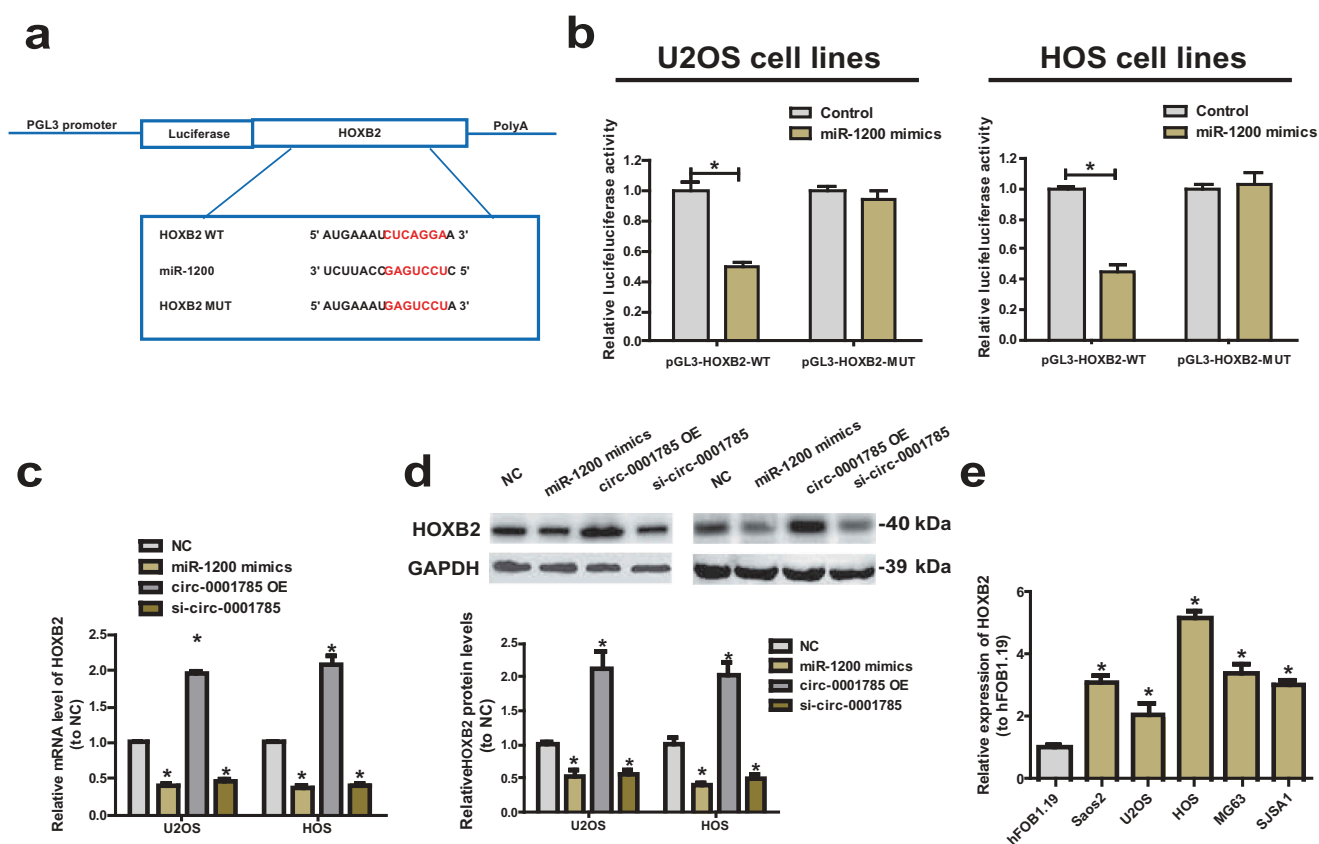 a
PGL3 promoter
Luciferase
HOXB2
PolyA
HOXB2 WT 5' AUGAAAUCUCAGGAA 3'
miR-1200 3' UCUUACCGAGUCCUC 5'
HOXB2 MUT 5' AUGAAAUGAGUCCUA 3'
b
U2OS cell lines
Control
miR-1200 mimics
Relative lucifeluciferase activity
1.2
1.0
0.8
0.6
0.4
0.2
0.0
*
pGL3-HOXB2-WT
pGL3-HOXB2-MUT
HOS cell lines
Control
miR-1200 mimics
Relative lucifeluciferase activity
1.2
1.0
0.8
0.6
0.4
0.2
0.0
*
pGL3-HOXB2-WT
pGL3-HOXB2-MUT
c
NC
miR-1200 mimics
circ-0001785 OE
si-circ-0001785
Relative mRNA level of HOXB2
(to NC)
2.5
2.0
1.5
1.0
0.5
0.0
* * *
* * *
U2OS
HOS
d
NC
miR-1200 mimics
circ-0001785 OE
si-circ-0001785
NC
miR-1200 mimics
circ-0001785 OE
si-circ-0001785
HOXB2
-40 kDa
GAPDH
-39 kDa
NC
miR-1200 mimics
circ-0001785 OE
si-circ-0001785
RelativeHOXB2 protein levels
(to NC)
2.5
2.0
1.5
1.0
0.5
0.0
* * *
* * *
U2OS
HOS
e
Relative expression of HOXB2
(to hFOB1.19)
6
4
2
0
* * * * *
hFOB1.19
Saos2
U2OS
HOS
MG63
SJSA1